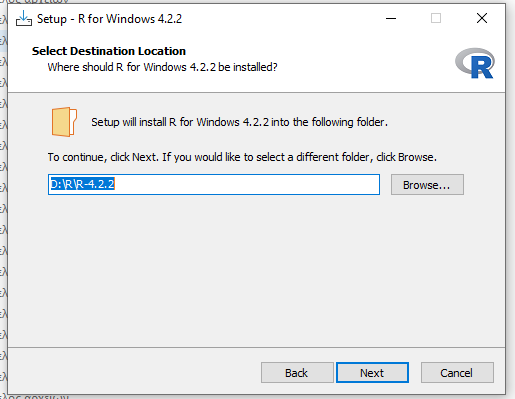 Setup - R for Windows 4.2.2
Select Destination Location
Where should R for Windows 4.2.2 be installed?
R
Setup will install R for Windows 4.2.2 into the following folder.
To continue, click Next. If you would like to select a different folder, click Browse.
D:\R\R-4.2.2
Browse...
Back
Next
Cancel